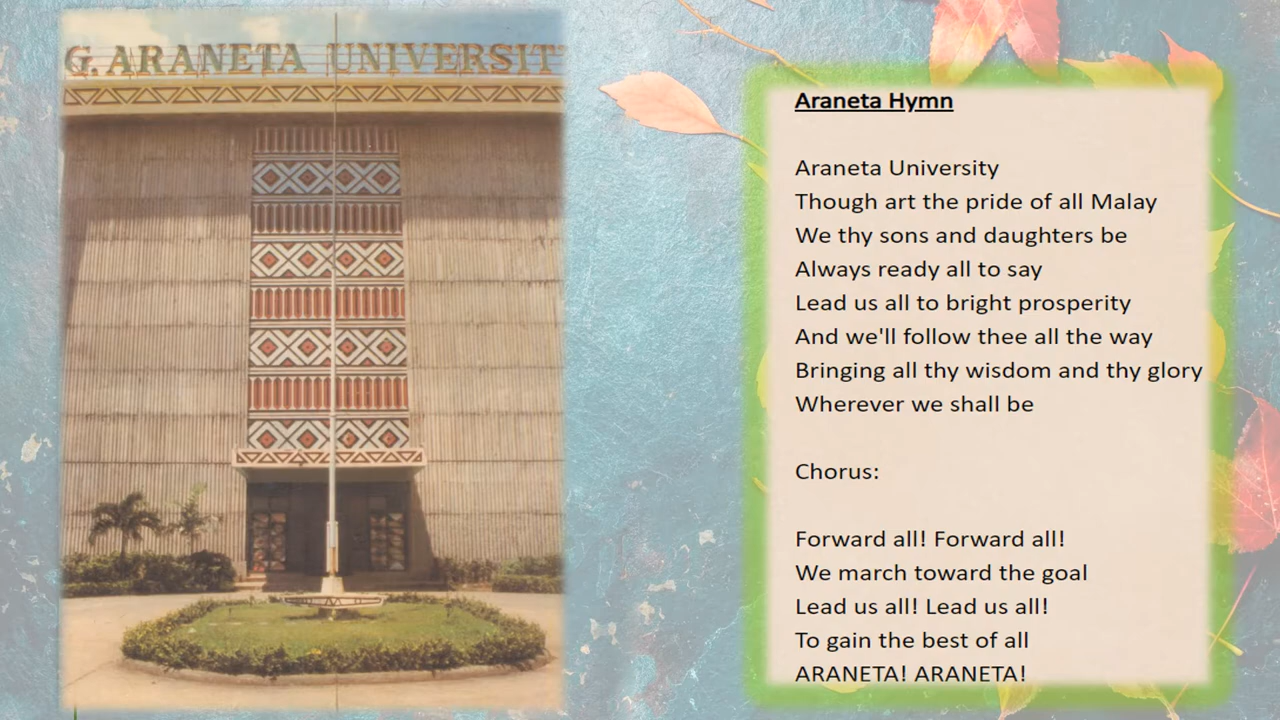 G. ARANETA UNIVERSIT
Araneta Hymn
Araneta University
Though art the pride of all Malay
We thy sons and daughters be
Always ready all to say
Lead us all to bright prosperity
And we'll follow thee all the way
Bringing all thy wisdom and thy glory
Wherever we shall be
Chorus:
Forward all! Forward all!
We march toward the goal
Lead us all! Lead us all!
To gain the best of all
ARANETA! ARANETA!